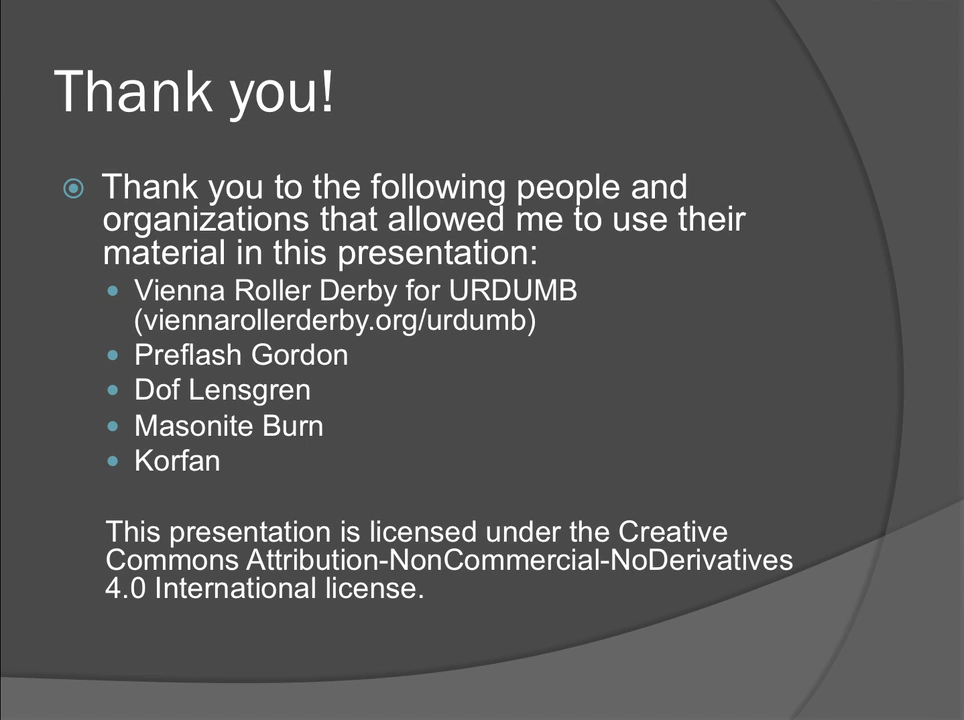 Thank you!
Thank you to the following people and
organizations that allowed me to use their
material in this presentation:
Vienna Roller Derby for URDUMB
(viennarollerderby.org/urdumb)
Preflash Gordon
Dof Lensgren
Masonite Burn
Korfan
This presentation is licensed under the Creative
Commons Attribution-NonCommercial-NoDerivatives
4.0 International license.